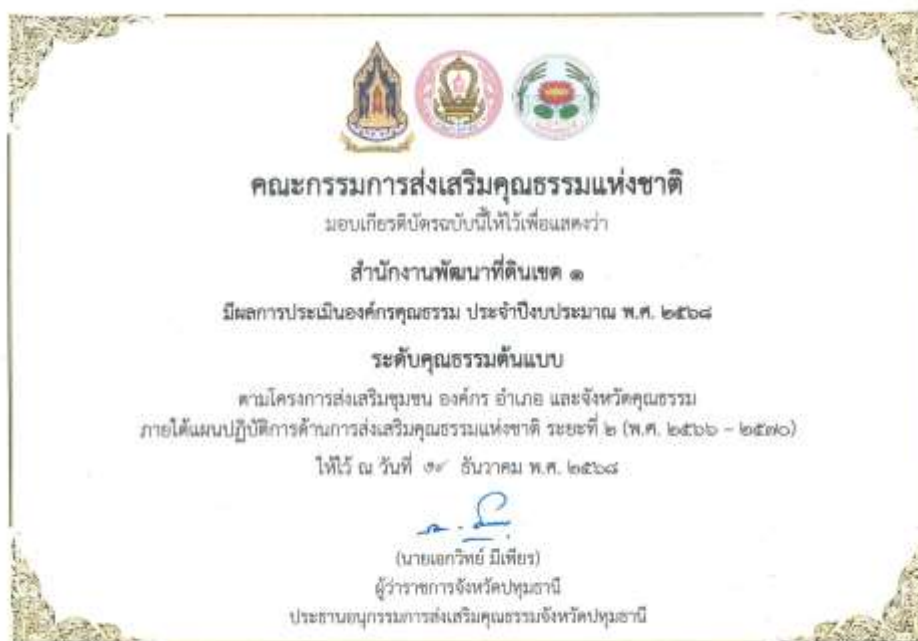 คณะกรรมการส่งเสริมคุณธรรมแห่งชาติ
มอบเกียรติบัตรฉบับนี้ให้ไว้เพื่อแสดงว่า
สำนักงานพัฒนาที่ดินเขต ๑
มีผลการประเมินองค์กรคุณธรรม ประจำปีงบประมาณ พ.ศ. ๒๕๖๘
ระดับคุณธรรมต้นแบบ
ตามโครงการส่งเสริมชุมชน องค์กร อำเภอ และจังหวัดคุณธรรม
ภายใต้แผนปฏิบัติการด้านการส่งเสริมคุณธรรมแห่งชาติ ระยะที่ ๒ (พ.ศ. ๒๕๖๖ – ๒๕๗๐)
ให้ไว้ ณ วันที่ ธันวาคม พ.ศ. ๒๕๖๘
(นายเอกวิทย์ มีเพียร)
ผู้ว่าราชการจังหวัดปทุมธานี
ประธานอนุกรรมการส่งเสริมคุณธรรมจังหวัดปทุมธานี